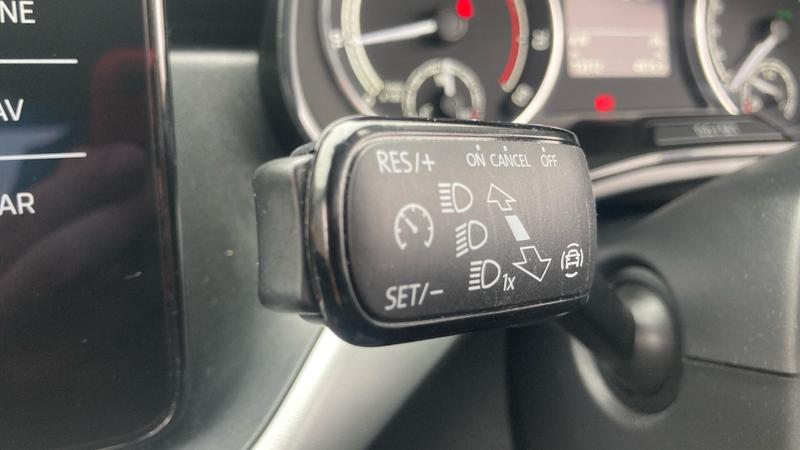 NE
AV
AR
RES/+
ON CANCEL OFF
SET/-
1x